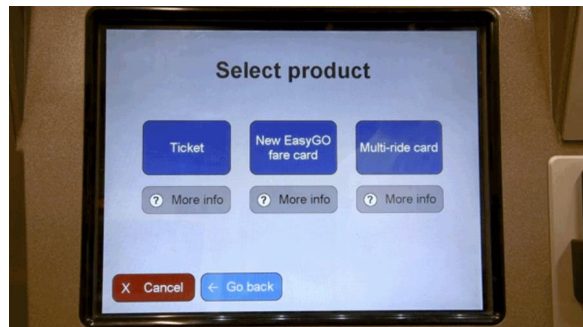 Select product
Ticket
New EasyGO
fare card
Multi-ride card
? More info
? More info
? More info
X Cancel
← Go back